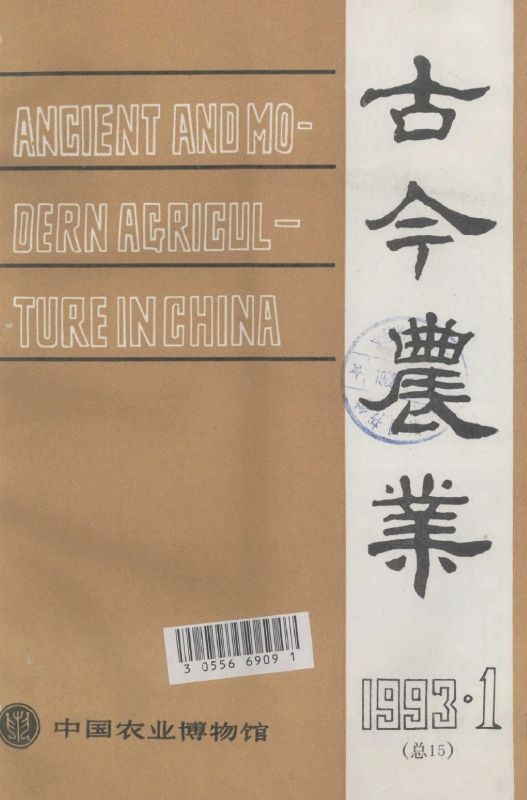 ANCIENT AND MO-
DERN AGRICUL-
TURE IN CHINA
古今農業
3 0556 6909 1
中国农业博物馆
1993·1
(总15)